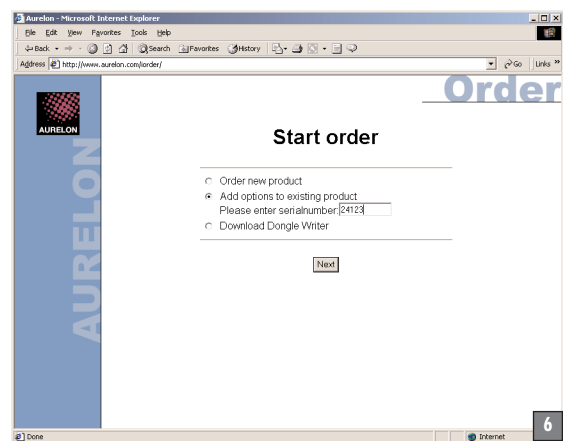 Aurelon - Microsoft Internet Explorer
File Edit View Favorites Tools Help
Back Search Favorites History
Address http://www.aurelon.com/iorder/ Go Links »
Order
AURELON
AURELON
Start order
Order new product
Add options to existing product
Please enter serialnumber: 24123
Download Dongle Writer
Next
Done Internet
6